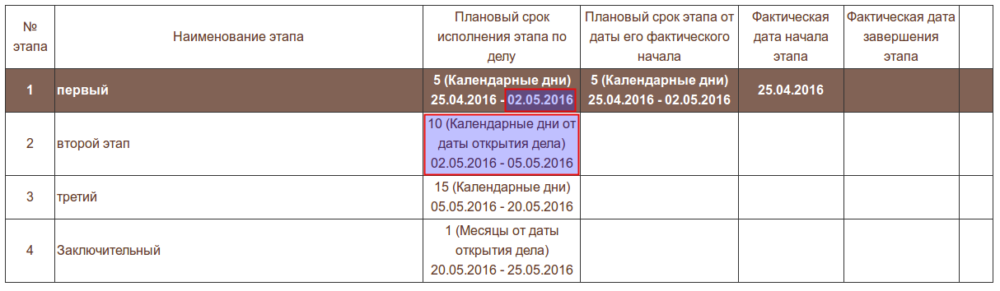 № этапа
Наименование этапа
Плановый срок исполнения этапа по делу
Плановый срок этапа от даты его фактического начала
Фактическая дата начала этапа
Фактическая дата завершения этапа
1
первый
5 (Календарные дни)
25.04.2016 - 02.05.2016
5 (Календарные дни)
25.04.2016 - 02.05.2016
25.04.2016
2
второй этап
10 (Календарные дни от
даты открытия дела)
02.05.2016 - 05.05.2016
3
третий
15 (Календарные дни)
05.05.2016 - 20.05.2016
4
Заключительный
1 (Месяцы от даты
открытия дела)
20.05.2016 - 25.05.2016